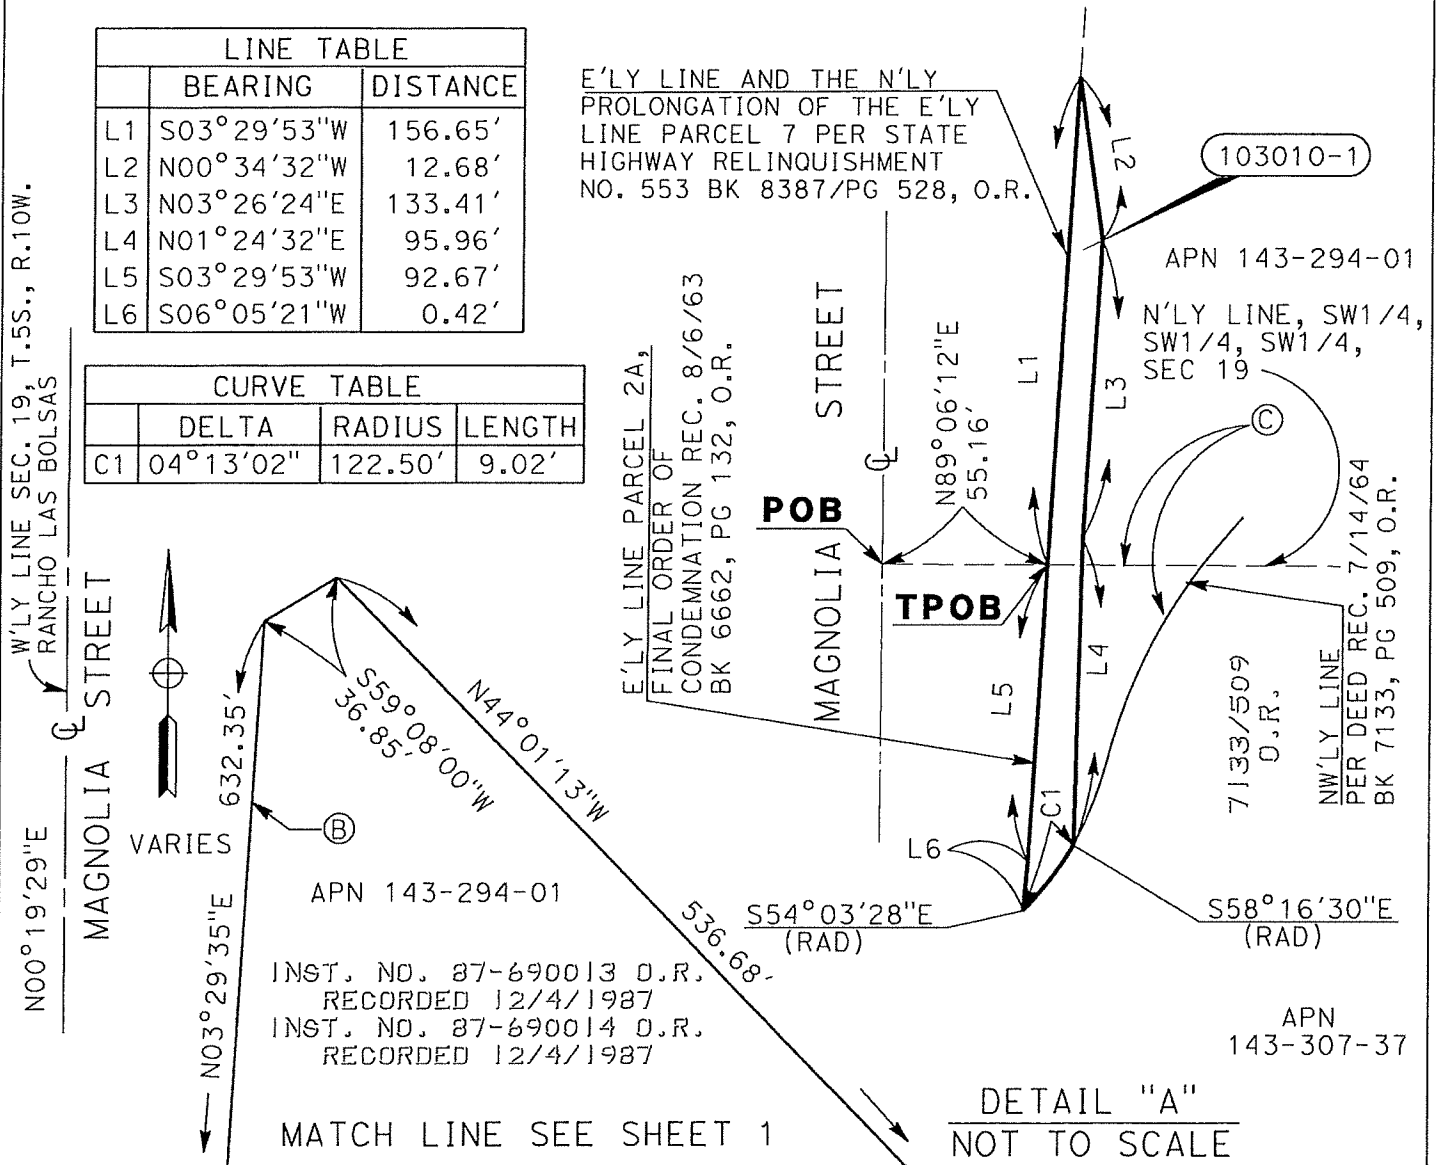 LINE TABLE
BEARING DISTANCE
L1 S03°29'53"W 156.65'
L2 N00°34'32"W 12.68'
L3 N03°26'24"E 133.41'
L4 N01°24'32"E 95.96'
L5 S03°29'53"W 92.67'
L6 S06°05'21"W 0.42'
CURVE TABLE
DELTA RADIUS LENGTH
C1 04°13'02" 122.50' 9.02'
W'LY LINE SEC. 19, T.5S., R.10W.
RANCHO LAS BOLSAS
N00°19'29"E
MAGNOLIA ℄ STREET
VARIES
632.35'
N03°29'35"E
B
S59°08'00"W
36.85'
N44°01'13"W
536.68'
APN 143-294-01
INST. NO. 87-690013 O.R.
RECORDED 12/4/1987
INST. NO. 87-690014 O.R.
RECORDED 12/4/1987
MATCH LINE SEE SHEET 1
E'LY LINE AND THE N'LY
PROLONGATION OF THE E'LY
LINE PARCEL 7 PER STATE
HIGHWAY RELINQUISHMENT
NO. 553 BK 8387/PG 528, O.R.
E'LY LINE PARCEL 2A,
FINAL ORDER OF
CONDEMNATION REC. 8/6/63
BK 6662, PG 132, O.R.
MAGNOLIA ℄ STREET
N89°06'12"E
55.16'
POB
TPOB
L1
L2
L3
L4
L5
L6
C1
103010-1
APN 143-294-01
N'LY LINE, SW1/4,
SW1/4, SW1/4,
SEC 19
C
7133/509
O.R.
NW'LY LINE
PER DEED REC. 7/14/64
BK 7133, PG 509, O.R.
S54°03'28"E
(RAD)
S58°16'30"E
(RAD)
APN
143-307-37
DETAIL "A"
NOT TO SCALE